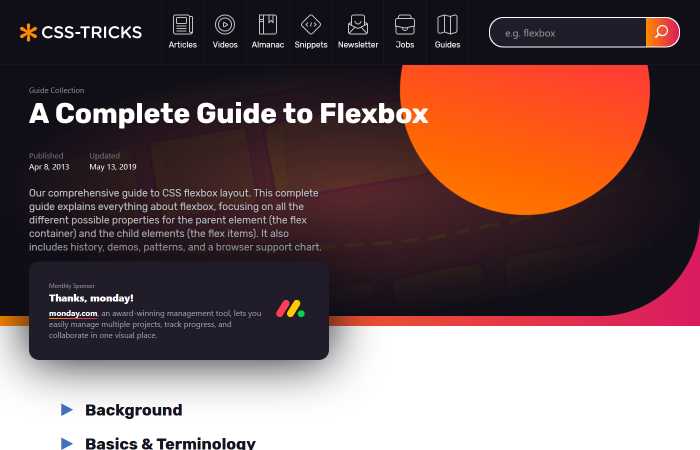 CSS-TRICKS
Articles
Videos
Almanac
Snippets
Newsletter
Jobs
Guides
e.g. flexbox
Guide Collection
A Complete Guide to Flexbox
Published
Updated
Apr 8, 2013
May 13, 2019
Our comprehensive guide to CSS flexbox layout. This complete
guide explains everything about flexbox, focusing on all the
different possible properties for the parent element (the flex
container) and the child elements (the flex items). It also
includes history, demos, patterns, and a browser support chart.
Monthly Sponsor
Thanks, monday!
monday.com, an award-winning management tool, lets you
easily manage multiple projects, track progress, and
collaborate in one visual place.
Background
Basics & Terminology